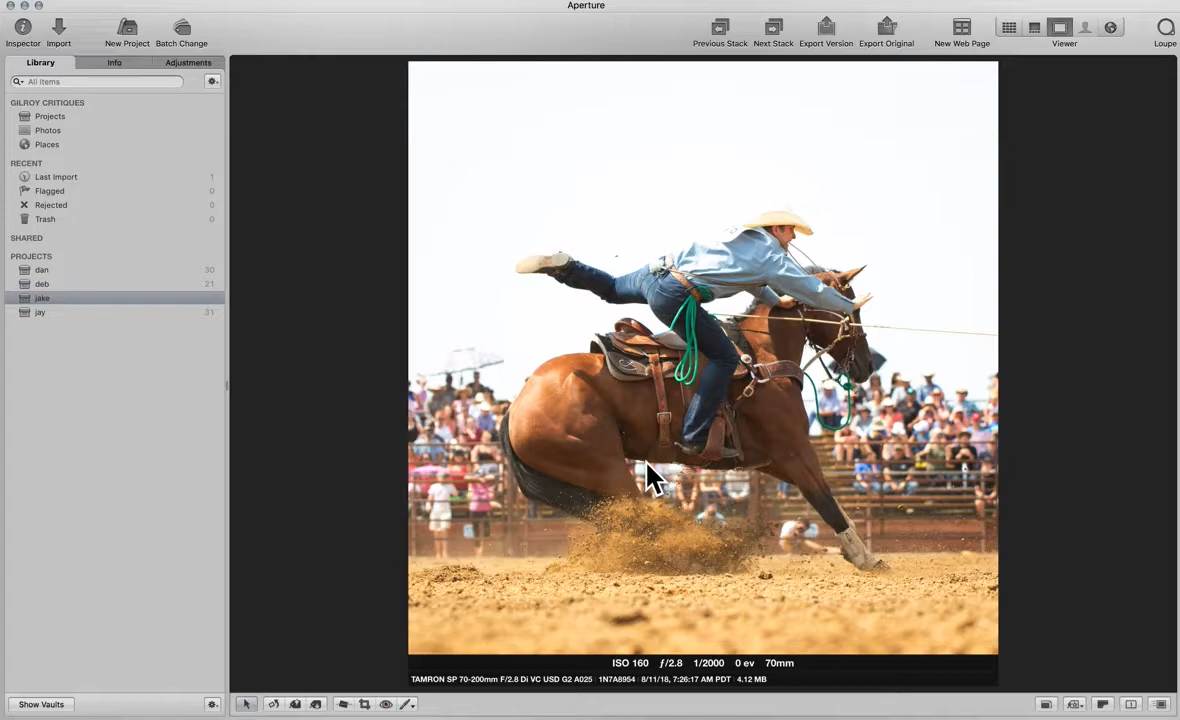 Aperture
Inspector Import New Project Batch Change Previous Stack Next Stack Export Version Export Original New Web Page Viewer Loupe
Library Info Adjustments
All Items
GILROY CRITIQUES
Projects
Photos
Places
RECENT
Last Import 1
Flagged 0
Rejected 0
Trash 0
SHARED
PROJECTS
dan 30
deb 21
jake
jay 31
ISO 160 ƒ/2.8 1/2000 0 ev 70mm
TAMRON SP 70-200mm F/2.8 Di VC USD G2 A025 1N7A8954 8/11/18, 7:26:17 AM PDT 4.12 MB
Show Vaults